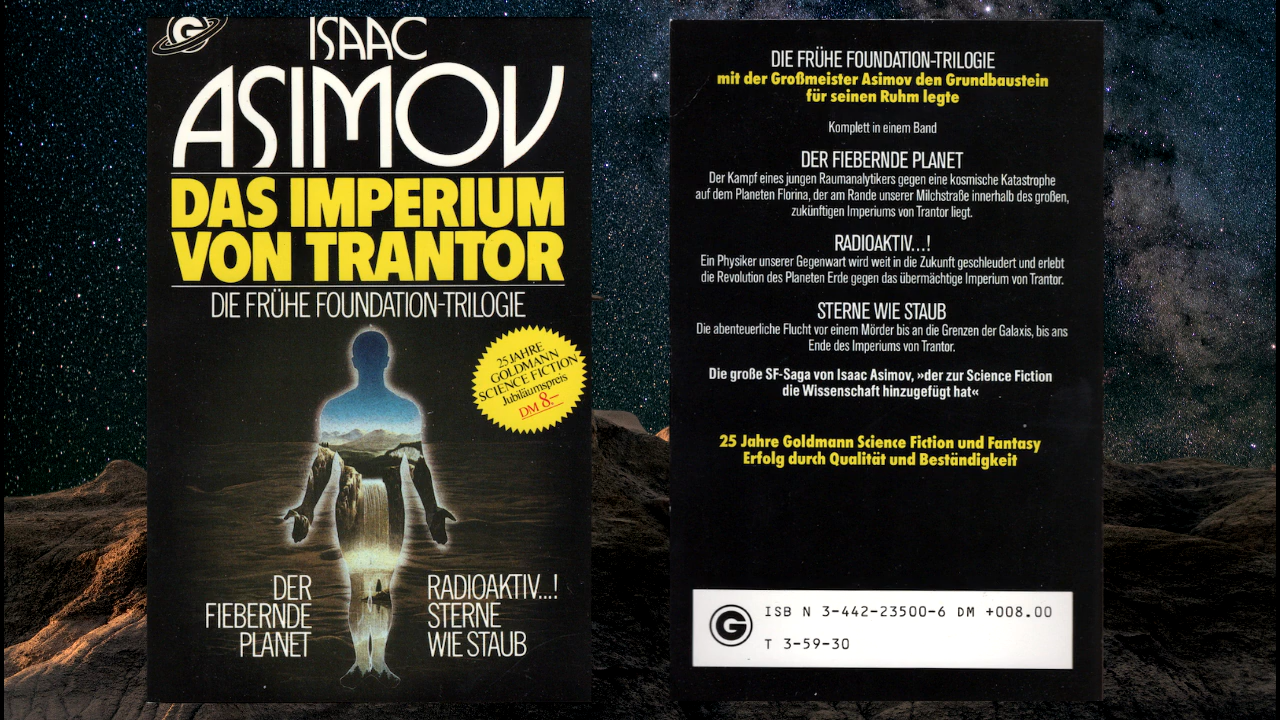 G
ISAAC
ASIMOV
DAS IMPERIUM
VON TRANTOR
DIE FRÜHE FOUNDATION-TRILOGIE
25 JAHRE
GOLDMANN
SCIENCE FICTION
Jubiläumspreis
DM 8.–
DER
FIEBERNDE
PLANET
RADIOAKTIV...!
STERNE
WIE STAUB
DIE FRÜHE FOUNDATION-TRILOGIE
mit der Großmeister Asimov den Grundbaustein
für seinen Ruhm legte
Komplett in einem Band
DER FIEBERNDE PLANET
Der Kampf eines jungen Raumanalytikers gegen eine kosmische Katastrophe
auf dem Planeten Florina, der am Rande unserer Milchstraße innerhalb des großen,
zukünftigen Imperiums von Trantor liegt.
RADIOAKTIV...!
Ein Physiker unserer Gegenwart wird weit in die Zukunft geschleudert und erlebt
die Revolution des Planeten Erde gegen das übermächtige Imperium von Trantor.
STERNE WIE STAUB
Die abenteuerliche Flucht vor einem Mörder bis an die Grenzen der Galaxis, bis ans
Ende des Imperiums von Trantor.
Die große SF-Saga von Isaac Asimov, »der zur Science Fiction
die Wissenschaft hinzugefügt hat«
25 Jahre Goldmann Science Fiction und Fantasy
Erfolg durch Qualität und Beständigkeit
G
ISB N 3-442-23500-6 DM +008.00
T 3-59-30